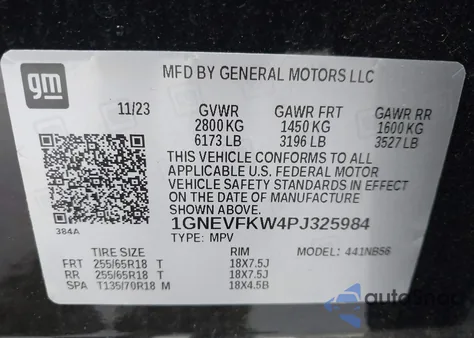 gm
MFD BY GENERAL MOTORS LLC
11/23 GVWR GAWR FRT GAWR RR
2800 KG 1450 KG 1600 KG
6173 LB 3196 LB 3527 LB
THIS VEHICLE CONFORMS TO ALL
APPLICABLE U.S. FEDERAL MOTOR
VEHICLE SAFETY STANDARDS IN EFFECT
ON THE DATE OF MANUFACTURE
SHOWN ABOVE.
384A
1GNEVFKW4PJ325984
TYPE: MPV MODEL: 441NB56
TIRE SIZE RIM
FRT 255/65R18 T 18X7.5J
RR 255/65R18 T 18X7.5J
SPA T135/70R18 M 18X4.5B
autosnap